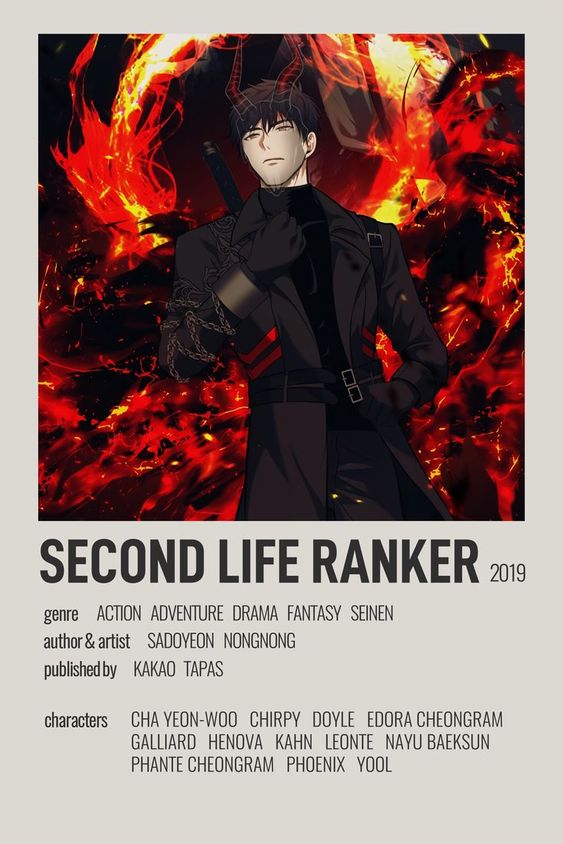 SECOND LIFE RANKER 2019
genre ACTION ADVENTURE DRAMA FANTASY SEINEN
author & artist SADOYEON NONGNONG
published by KAKAO TAPAS
characters CHA YEON-WOO CHIRPY DOYLE EDORA CHEONGRAM
GALLIARD HENOVA KAHN LEONTE NAYU BAEKSUN
PHANTE CHEONGRAM PHOENIX YOOL